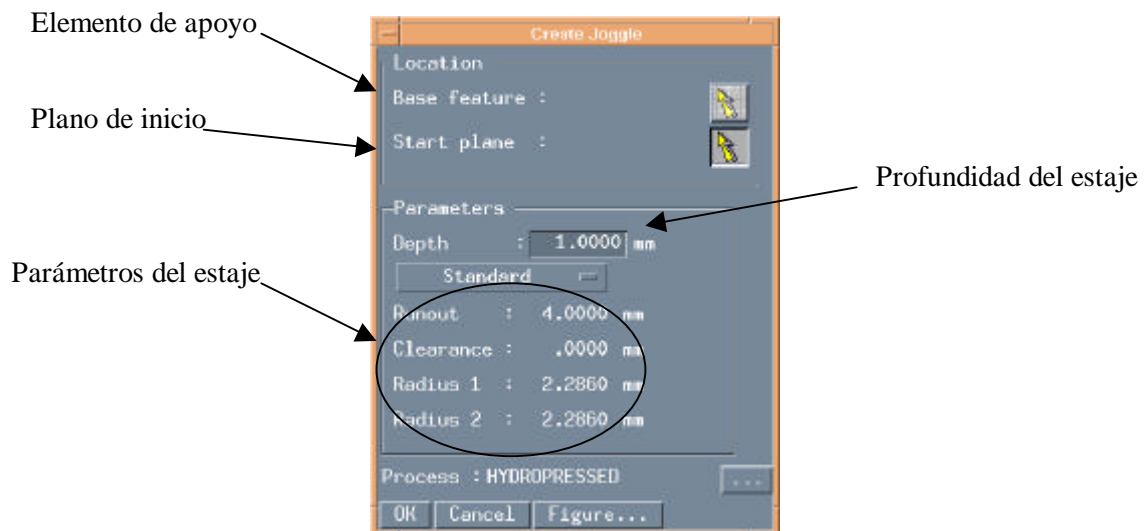 Elemento de apoyo
Plano de inicio
Profundidad del estaje
Parámetros del estaje
Create Joggle
Location
Base feature :
Start plane :
Parameters
Depth : 1.0000 mm
Standard
Runout : 4.0000 mm
Clearance : .0000 mm
Radius 1 : 2.2860 mm
Radius 2 : 2.2860 mm
Process : HYDROPRESSED ...
OK Cancel Figure...